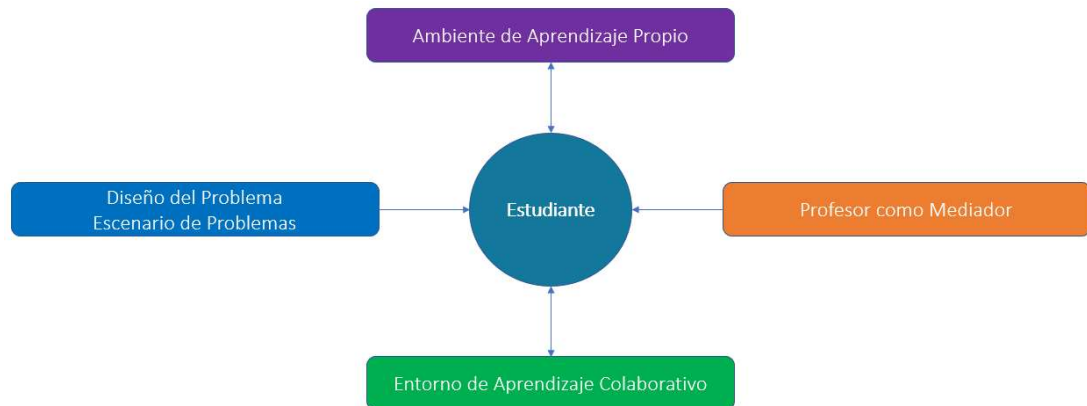 Ambiente de Aprendizaje Propio
Diseño del Problema
Escenario de Problemas
Estudiante
Profesor como Mediador
Entorno de Aprendizaje Colaborativo